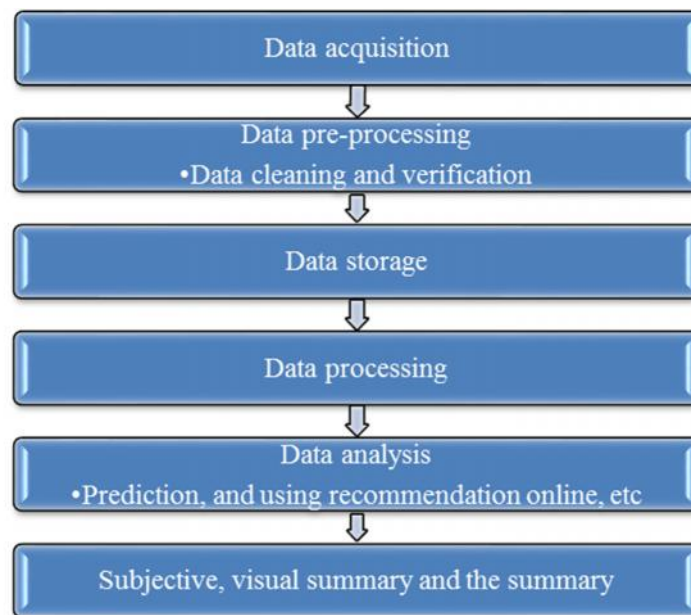 Data acquisition
Data pre-processing
•Data cleaning and verification
Data storage
Data processing
Data analysis
•Prediction, and using recommendation online, etc
Subjective, visual summary and the summary